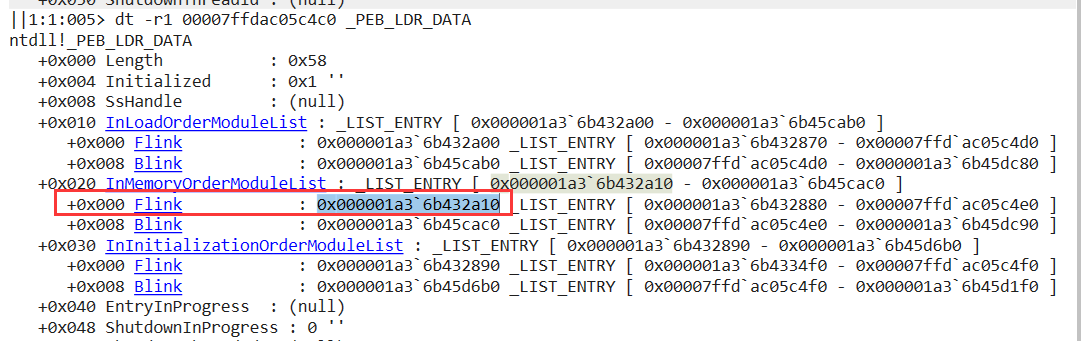 ||1:1:005> dt -r1 00007ffdac05c4c0 _PEB_LDR_DATA
ntdll!_PEB_LDR_DATA
+0x000 Length : 0x58
+0x004 Initialized : 0x1 ''
+0x008 SsHandle : (null)
+0x010 InLoadOrderModuleList : _LIST_ENTRY [ 0x000001a3`6b432a00 - 0x000001a3`6b45cab0 ]
+0x000 Flink : 0x000001a3`6b432a00 _LIST_ENTRY [ 0x000001a3`6b432870 - 0x00007ffd`ac05c4d0 ]
+0x008 Blink : 0x000001a3`6b45cab0 _LIST_ENTRY [ 0x00007ffd`ac05c4d0 - 0x000001a3`6b45dc80 ]
+0x020 InMemoryOrderModuleList : _LIST_ENTRY [ 0x000001a3`6b432a10 - 0x000001a3`6b45cac0 ]
+0x000 Flink : 0x000001a3`6b432a10 _LIST_ENTRY [ 0x000001a3`6b432880 - 0x00007ffd`ac05c4e0 ]
+0x008 Blink : 0x000001a3`6b45cac0 _LIST_ENTRY [ 0x00007ffd`ac05c4e0 - 0x000001a3`6b45dc90 ]
+0x030 InInitializationOrderModuleList : _LIST_ENTRY [ 0x000001a3`6b432890 - 0x000001a3`6b45d6b0 ]
+0x000 Flink : 0x000001a3`6b432890 _LIST_ENTRY [ 0x000001a3`6b4334f0 - 0x00007ffd`ac05c4f0 ]
+0x008 Blink : 0x000001a3`6b45d6b0 _LIST_ENTRY [ 0x00007ffd`ac05c4f0 - 0x000001a3`6b45d1f0 ]
+0x040 EntryInProgress : (null)
+0x048 ShutdownInProgress : 0 ''